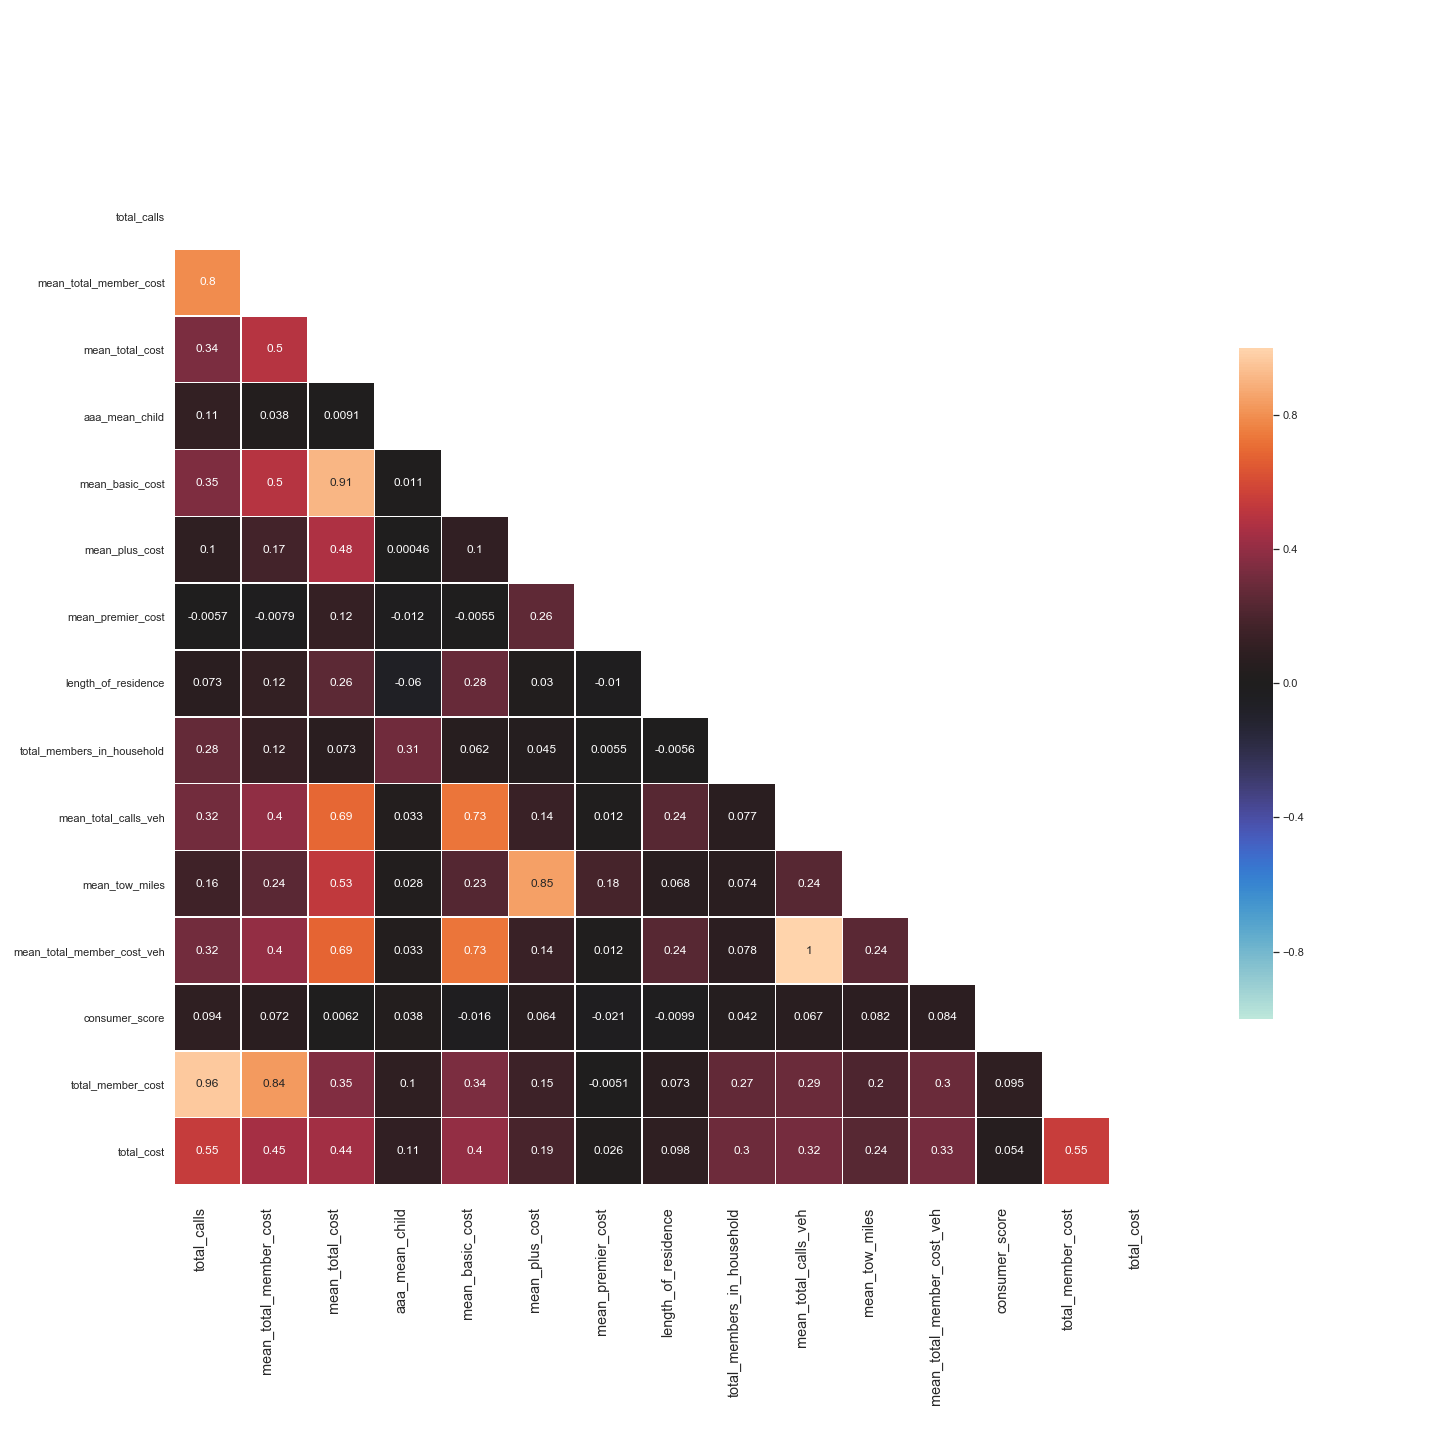 total_calls
mean_total_member_cost 0.8
mean_total_cost 0.34 0.5
aaa_mean_child 0.11 0.038 0.0091
0.8
mean_basic_cost 0.35 0.5 0.91 0.011
mean_plus_cost 0.1 0.17 0.48 0.00046 0.1
0.4
mean_premier_cost -0.0057 -0.0079 0.12 -0.012 -0.0055 0.26
length_of_residence 0.073 0.12 0.26 -0.06 0.28 0.03 -0.01
0.0
total_members_in_household 0.28 0.12 0.073 0.31 0.062 0.045 0.0055 -0.0056
mean_total_calls_veh 0.32 0.4 0.69 0.033 0.73 0.14 0.012 0.24 0.077
−0.4
mean_tow_miles 0.16 0.24 0.53 0.028 0.23 0.85 0.18 0.068 0.074 0.24
mean_total_member_cost_veh 0.32 0.4 0.69 0.033 0.73 0.14 0.012 0.24 0.078 1 0.24
−0.8
consumer_score 0.094 0.072 0.0062 0.038 -0.016 0.064 -0.021 -0.0099 0.042 0.067 0.082 0.084
total_member_cost 0.96 0.84 0.35 0.1 0.34 0.15 -0.0051 0.073 0.27 0.29 0.2 0.3 0.095
total_cost 0.55 0.45 0.44 0.11 0.4 0.19 0.026 0.098 0.3 0.32 0.24 0.33 0.054 0.55
total_calls
mean_total_member_cost
mean_total_cost
aaa_mean_child
mean_basic_cost
mean_plus_cost
mean_premier_cost
length_of_residence
total_members_in_household
mean_total_calls_veh
mean_tow_miles
mean_total_member_cost_veh
consumer_score
total_member_cost
total_cost